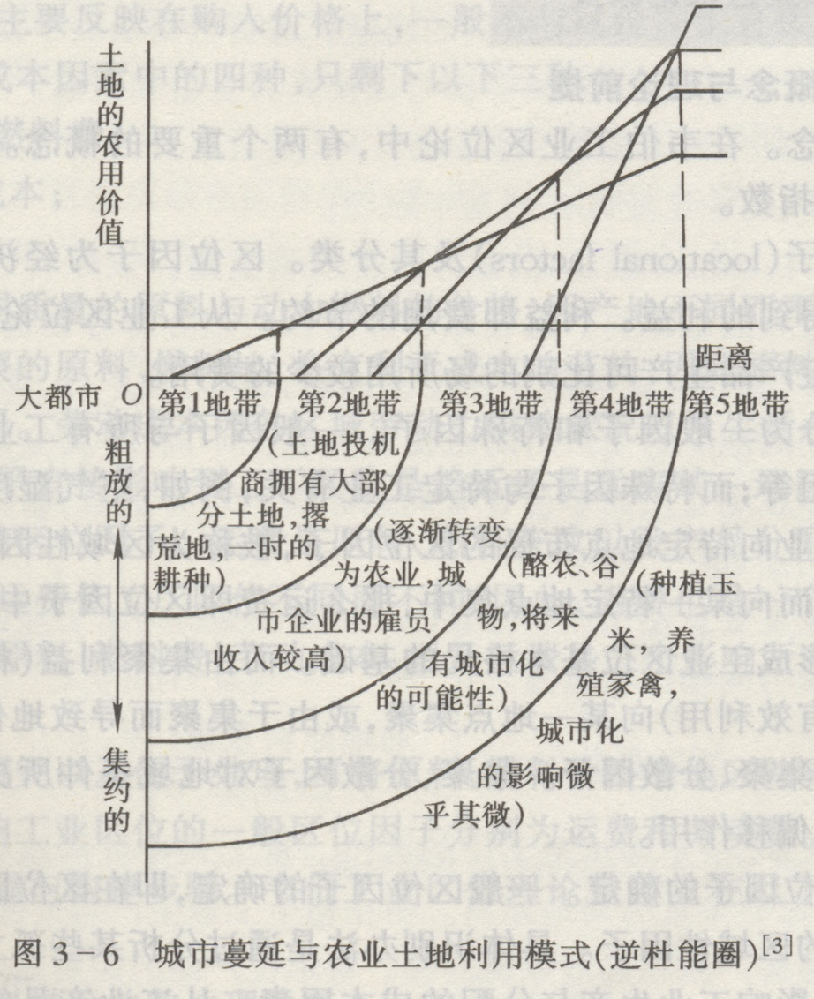 土地的农用价值
距离
大都市 O 第1地带 第2地带 第3地带 第4地带 第5地带
粗放的
集约的
(土地投机
商拥有大部
分土地,撂
荒地,一时的
耕种)
(逐渐转变
为农业,城
市企业的雇员
收入较高)
(酪农、谷
物,将来
有城市化
的可能性)
(种植玉
米,养
殖家禽,
城市化
的影响微
乎其微)
图3-6 城市蔓延与农业土地利用模式(逆杜能圈)[3]